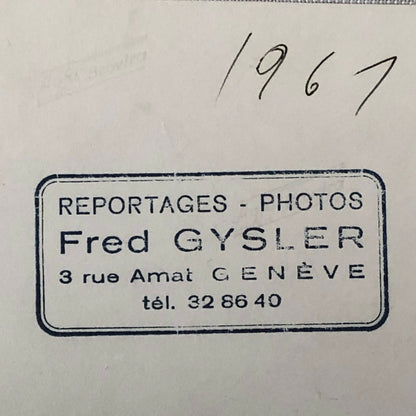 1967
REPORTAGES - PHOTOS
Fred GYSLER
3 rue Amat GENÈVE
tél. 32 86 40